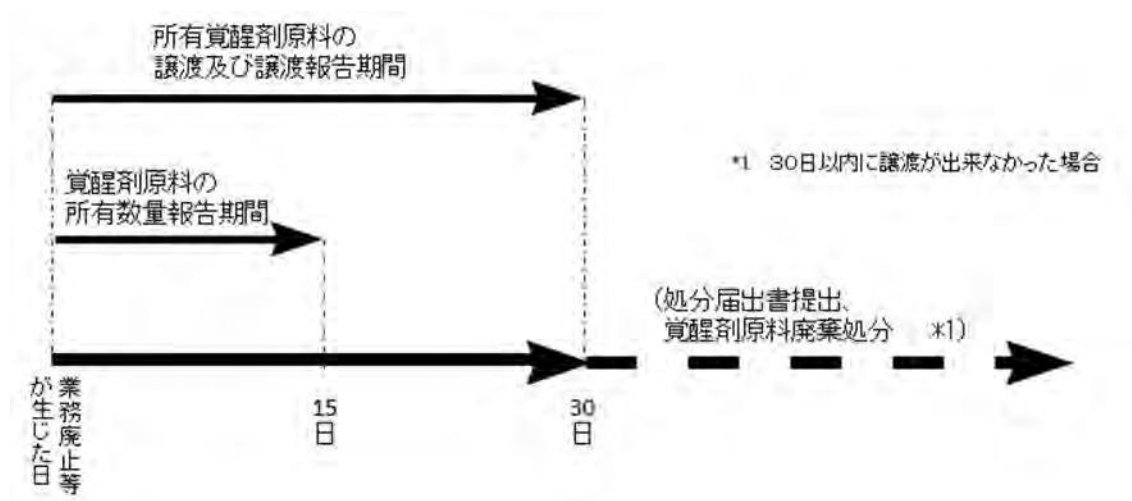 所有覚醒剤原料の
譲渡及び譲渡報告期間
*1 30日以内に譲渡が出来なかった場合
覚醒剤原料の
所有数量報告期間
(処分届出書提出、
覚醒剤原料廃棄処分 *1)
業務廃止等
が生じた日
15
日
30
日